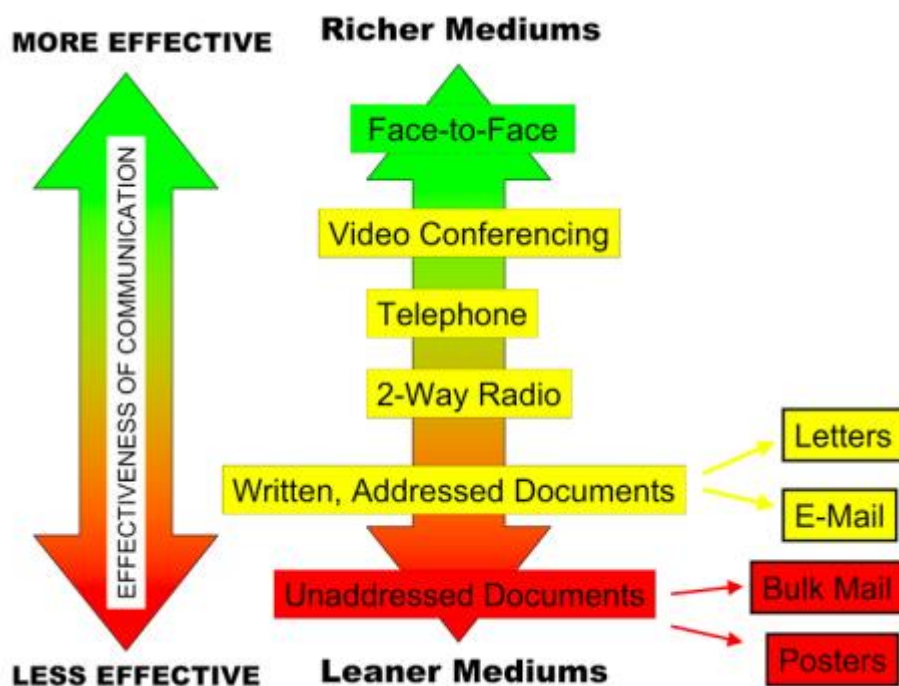 MORE EFFECTIVE
Richer Mediums
EFFECTIVENESS OF COMMUNICATION
Face-to-Face
Video Conferencing
Telephone
2-Way Radio
Written, Addressed Documents
Letters
E-Mail
Unaddressed Documents
Bulk Mail
Posters
LESS EFFECTIVE
Leaner Mediums